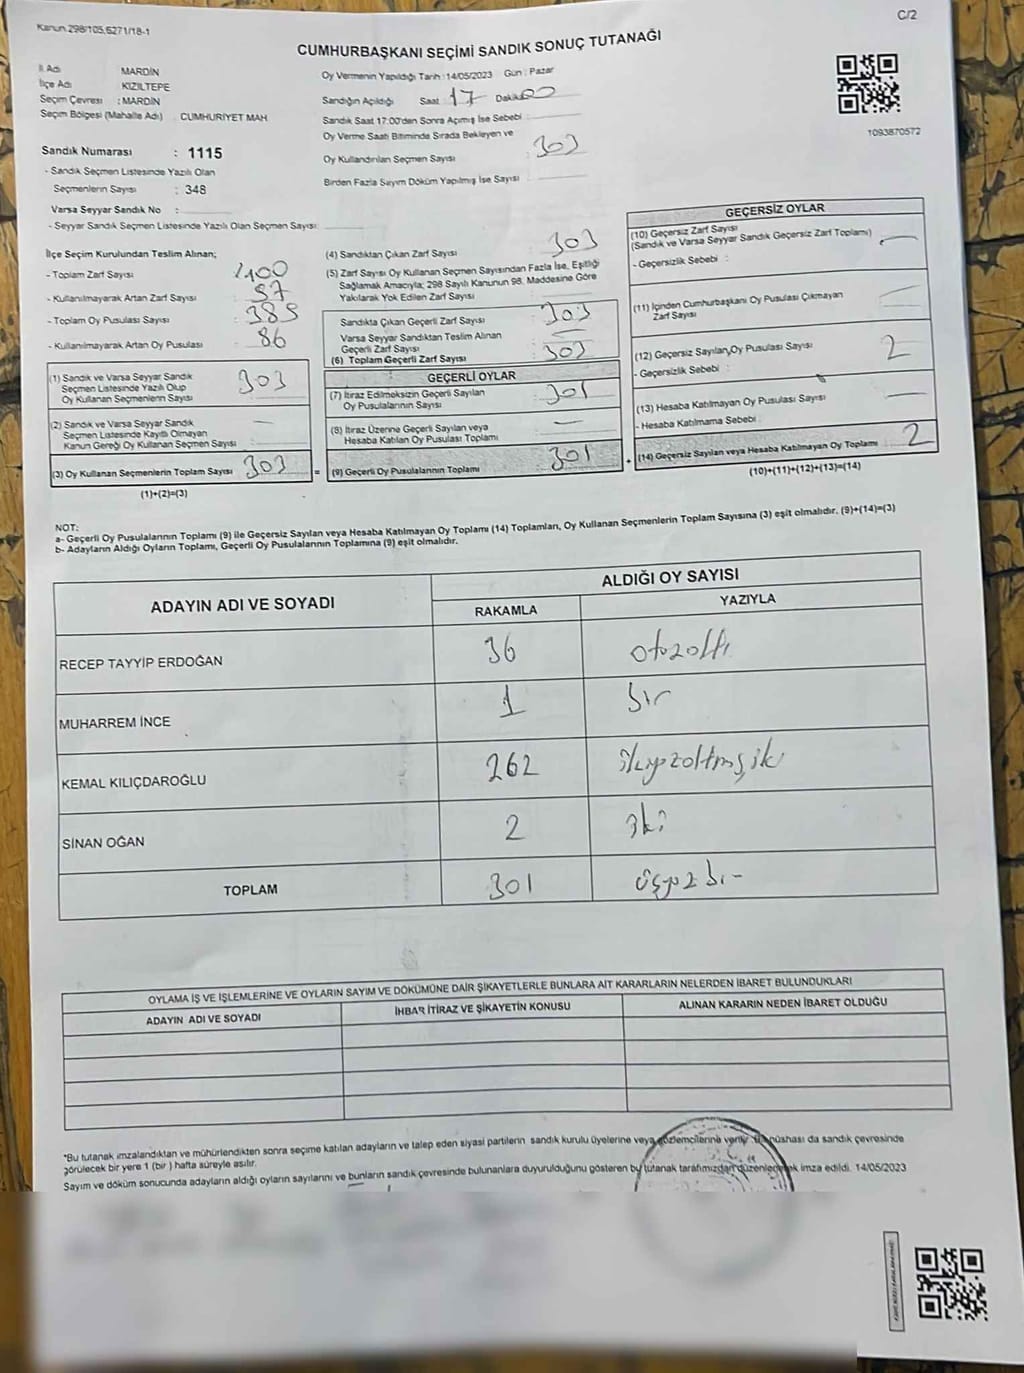 Kanun.298/105,6271/18-1
C/2
CUMHURBAŞKANI SEÇİMİ SANDIK SONUÇ TUTANAĞI
İl Adı MARDİN
İlçe Adı KIZILTEPE
Seçim Çevresi : MARDİN
Seçim Bölgesi (Mahalle Adı) CUMHURİYET MAH.
Sandık Numarası : 1115
- Sandık Seçmen Listesinde Yazılı Olan
Seçmenlerin Sayısı : 348
Varsa Seyyar Sandık No :
- Seyyar Sandık Seçmen Listesinde Yazılı Olan Seçmen Sayısı:
Oy Vermenin Yapıldığı Tarih : 14/05/2023 Gün : Pazar
Sandığın Açıldığı Saat 17 Dakika 00
Sandık Saat 17:00'den Sonra Açımış İse Sebebi :
Oy Verme Saati Bitiminde Sırada Bekleyen ve
Oy Kullandırılan Seçmen Sayısı : 303
Birden Fazla Sayım Döküm Yapılmış İse Sayısı :
1093870572
İlçe Seçim Kurulundan Teslim Alınan;
- Toplam Zarf Sayısı : 400
- Kullanılmayarak Artan Zarf Sayısı : 97
- Toplam Oy Pusulası Sayısı : 389
- Kullanılmayarak Artan Oy Pusulası : 86
(1) Sandık ve Varsa Seyyar Sandık
Seçmen Listesinde Yazılı Olup
Oy Kullanan Seçmenlerin Sayısı : 303
(2) Sandık ve Varsa Seyyar Sandık
Seçmen Listesinde Kayıtlı Olmayan
Kanun Gereği Oy Kullanan Seçmen Sayısı : —
(3) Oy Kullanan Seçmenlerin Toplam Sayısı : 303
(1)+(2)=(3)
(4) Sandıktan Çıkan Zarf Sayısı : 303
(5) Zarf Sayısı Oy Kullanan Seçmen Sayısından Fazla İse, Eşitliği
Sağlamak Amacıyla; 298 Sayılı Kanunun 98. Maddesine Göre
Yakılarak Yok Edilen Zarf Sayısı :
Sandıkta Çıkan Geçerli Zarf Sayısı : 303
Varsa Seyyar Sandıktan Teslim Alınan
Geçerli Zarf Sayısı : —
(6) Toplam Geçerli Zarf Sayısı : 303
GEÇERLİ OYLAR
(7) İtiraz Edilmeksizin Geçerli Sayılan
Oy Pusulalarının Sayısı : 301
(8) İtiraz Üzerine Geçerli Sayılan veya
Hesaba Katılan Oy Pusulası Toplamı : —
= (9) Geçerli Oy Pusulalarının Toplamı : 301 +
GEÇERSİZ OYLAR
(10) Geçersiz Zarf Sayısı
(Sandık ve Varsa Seyyar Sandık Geçersiz Zarf Toplamı) : —
- Geçersizlik Sebebi :
(11) İçinden Cumhurbaşkanı Oy Pusulası Çıkmayan
Zarf Sayısı : —
(12) Geçersiz Sayılan Oy Pusulası Sayısı : 2
- Geçersizlik Sebebi :
(13) Hesaba Katılmayan Oy Pusulası Sayısı : —
- Hesaba Katılmama Sebebi :
(14) Geçersiz Sayılan veya Hesaba Katılmayan Oy Toplamı : 2
(10)+(11)+(12)+(13)=(14)
NOT:
a- Geçerli Oy Pusulalarının Toplamı (9) ile Geçersiz Sayılan veya Hesaba Katılmayan Oy Toplamı (14) Toplamları, Oy Kullanan Seçmenlerin Toplam Sayısına (3) eşit olmalıdır. (9)+(14)=(3)
b- Adayların Aldığı Oyların Toplamı, Geçerli Oy Pusulalarının Toplamına (9) eşit olmalıdır.
ADAYIN ADI VE SOYADI ALDIĞI OY SAYISI
RAKAMLA YAZIYLA
RECEP TAYYİP ERDOĞAN 36 otuzaltı
MUHARREM İNCE 1 bir
KEMAL KILIÇDAROĞLU 262 ikiyüzaltmışiki
SİNAN OĞAN 2 iki
TOPLAM 301 üçyüz bir
OYLAMA İŞ VE İŞLEMLERİNE VE OYLARIN SAYIM VE DÖKÜMÜNE DAİR ŞİKAYETLERLE BUNLARA AİT KARARLARIN NELERDEN İBARET BULUNDUKLARI
ADAYIN ADI VE SOYADI İHBAR İTİRAZ VE ŞİKAYETİN KONUSU ALINAN KARARIN NEDEN İBARET OLDUĞU
*Bu tutanak imzalandıktan ve mühürlendikten sonra seçime katılan adayların ve talep eden siyasi partilerin sandık kurulu üyelerine veya gözlemcilerine verilir. Bir nüshası da sandık çevresinde
görülecek bir yere 1 (bir ) hafta süreyle asılır.
Sayım ve döküm sonucunda adayların aldığı oyların sayılarını ve bunların sandık çevresinde bulunanlara duyurulduğunu gösteren bu tutanak tarafımızdan düzenlenerek imza edildi. 14/05/2023